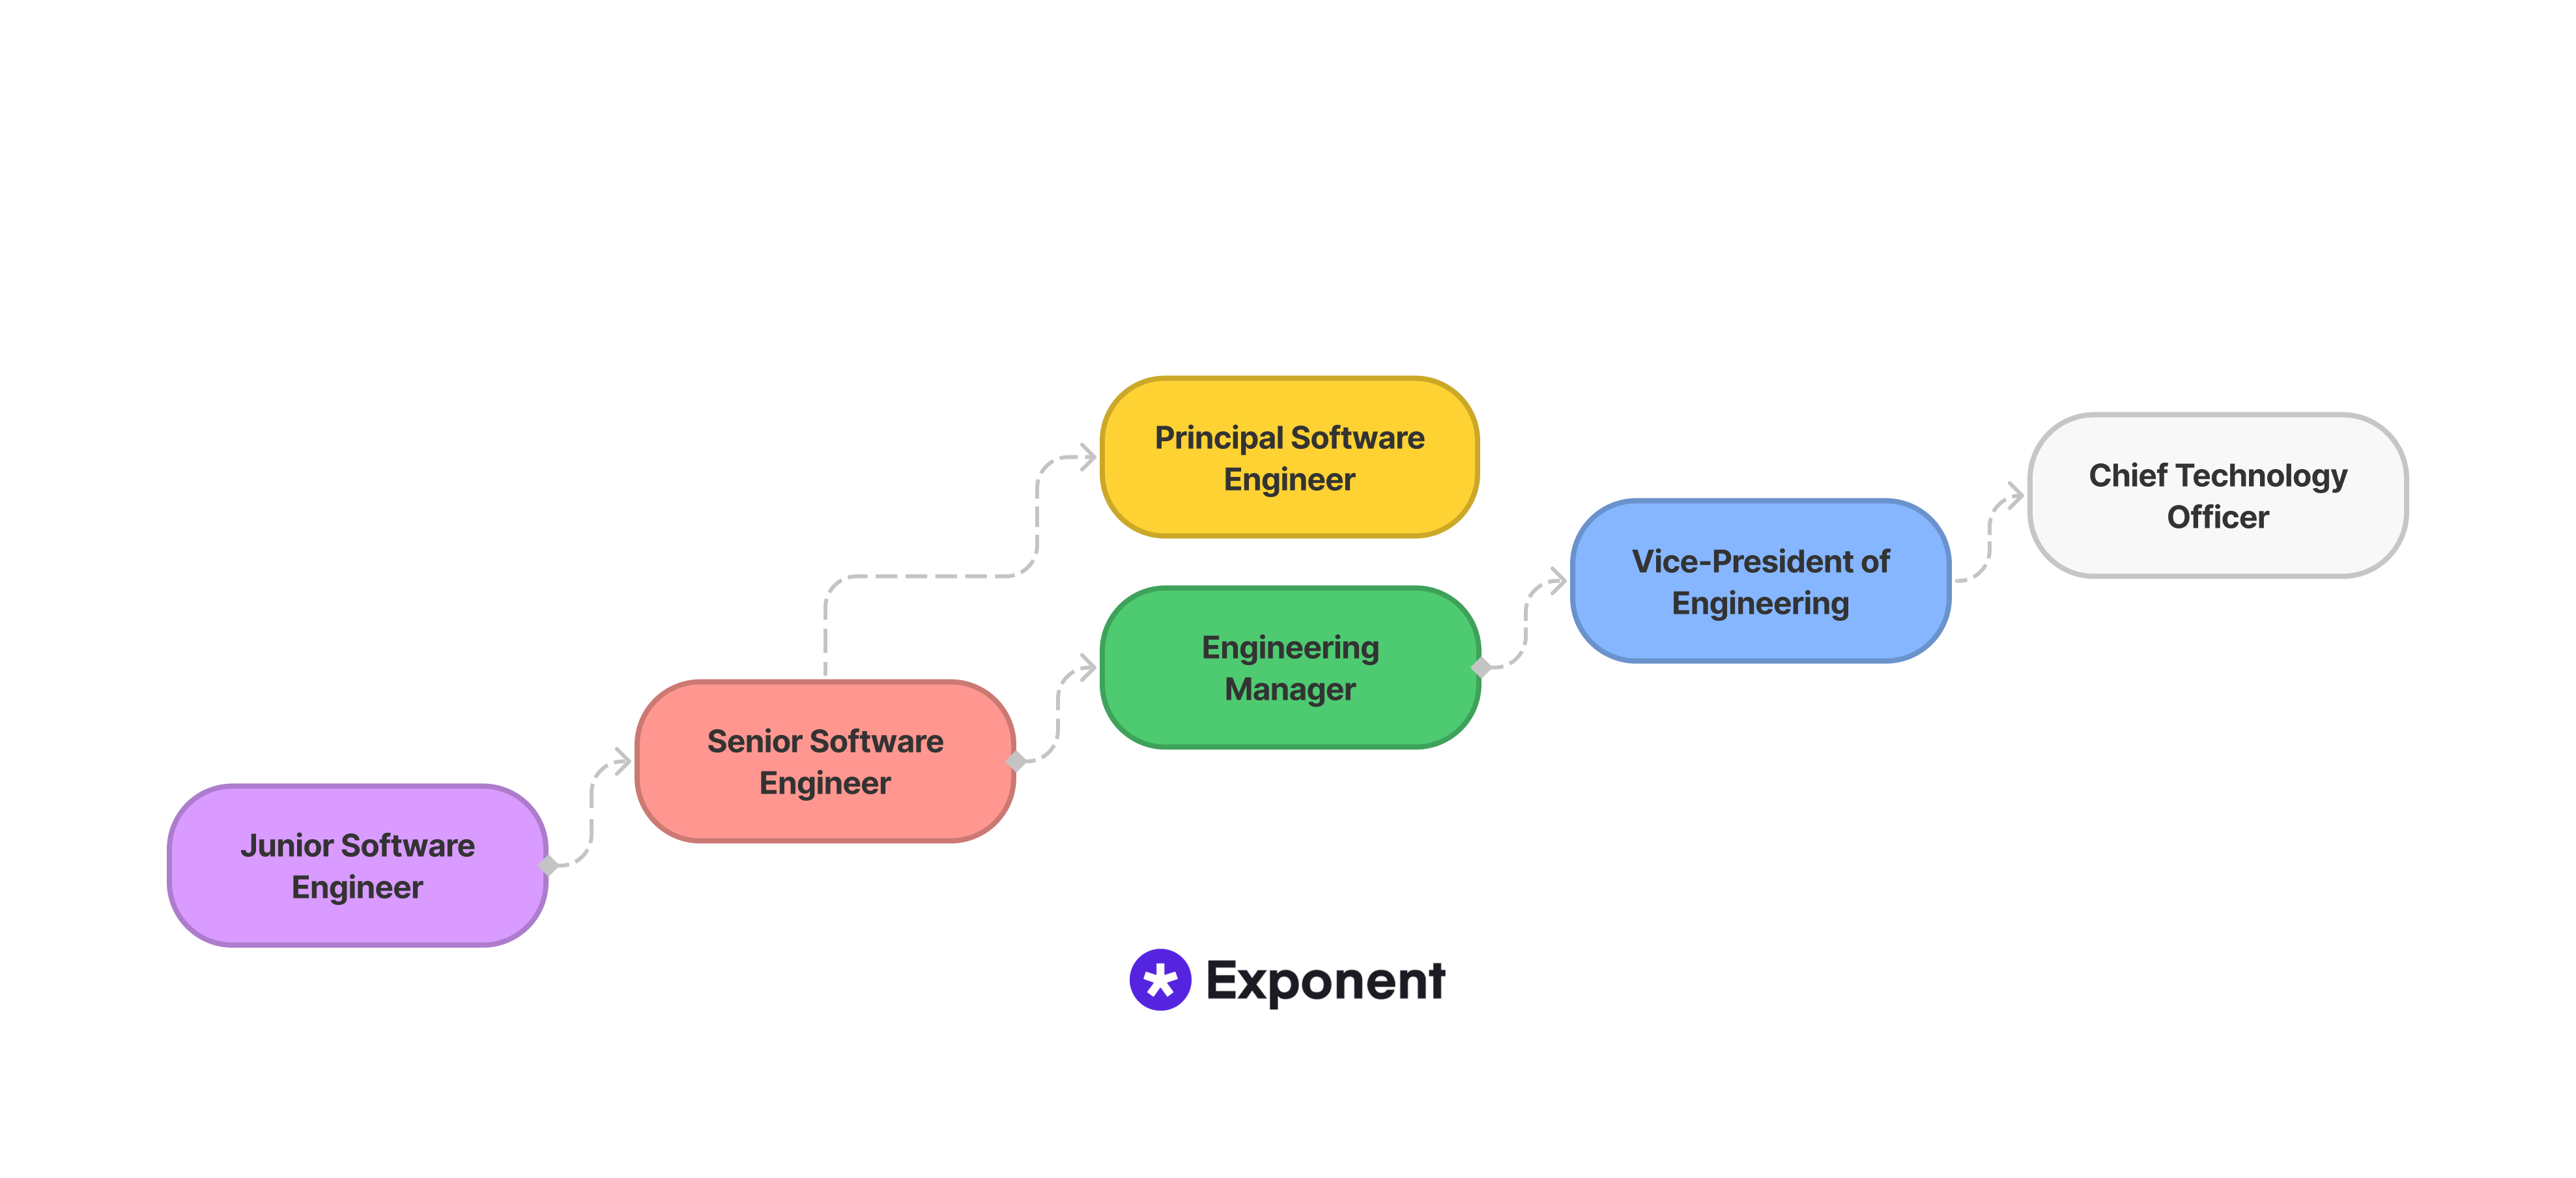 Principal Software
Engineer
Chief Technology
Officer
Vice-President of
Engineering
Engineering
Manager
Senior Software
Engineer
Junior Software
Engineer
Exponent